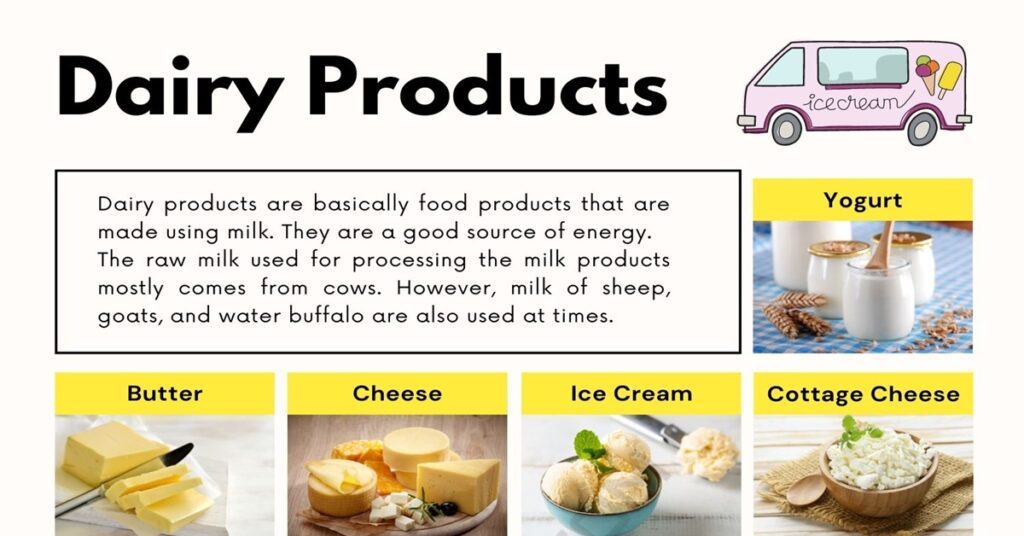 Dairy Products
icecream
Dairy products are basically food products that are
made using milk. They are a good source of energy.
The raw milk used for processing the milk products
mostly comes from cows. However, milk of sheep,
goats, and water buffalo are also used at times.
Yogurt
Butter
Cheese
Ice Cream
Cottage Cheese